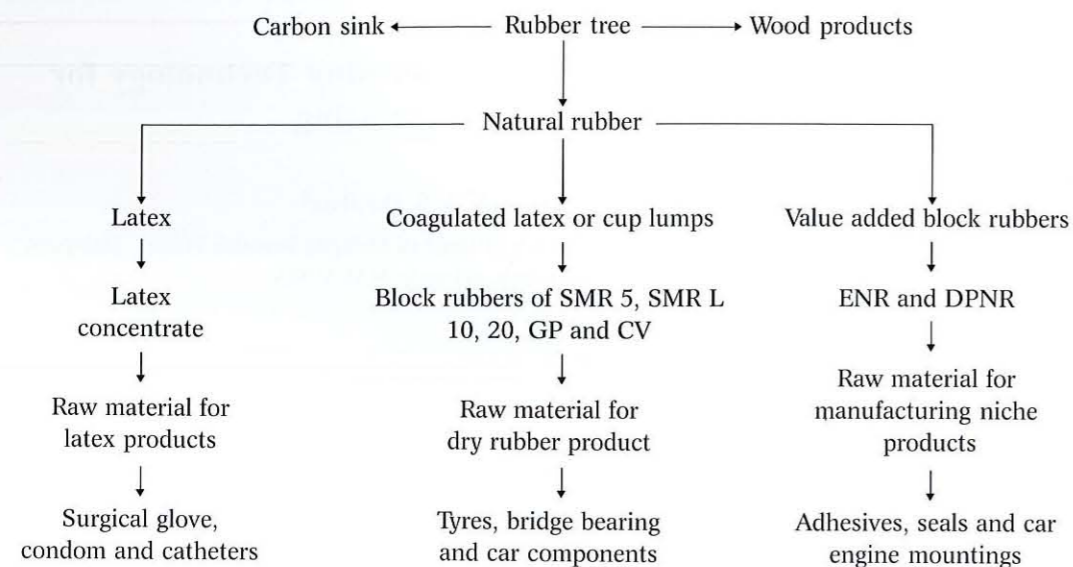 Carbon sink Rubber tree Wood products
Natural rubber
Latex Coagulated latex or cup lumps Value added block rubbers
Latex
concentrate
Block rubbers of SMR 5, SMR L
10, 20, GP and CV
ENR and DPNR
Raw material for
latex products
Raw material for
dry rubber product
Raw material for
manufacturing niche
products
Surgical glove,
condom and catheters
Tyres, bridge bearing
and car components
Adhesives, seals and car
engine mountings